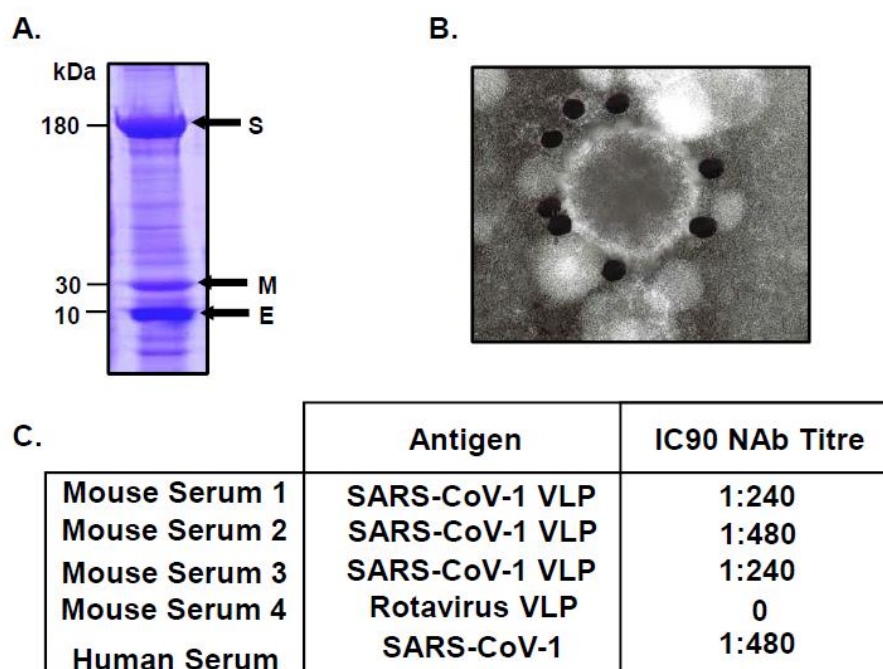 A.
B.
kDa
180
S
30
M
10
E
C.
Antigen
IC90 NAb Titre
Mouse Serum 1
SARS-CoV-1 VLP
1:240
Mouse Serum 2
SARS-CoV-1 VLP
1:480
Mouse Serum 3
SARS-CoV-1 VLP
1:240
Mouse Serum 4
Rotavirus VLP
0
Human Serum
SARS-CoV-1
1:480